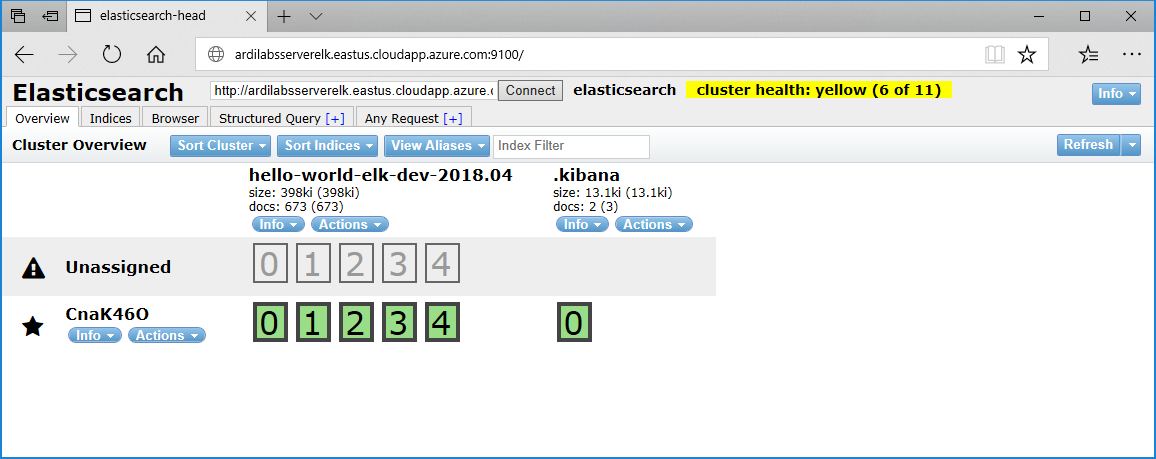 elasticsearch-head
ardilabsserverelk.eastus.cloudapp.azure.com:9100/
Elasticsearch http://ardilabsserverelk.eastus.cloudapp.azure. Connect elasticsearch cluster health: yellow (6 of 11) Info
Overview Indices Browser Structured Query [+] Any Request [+]
Cluster Overview Sort Cluster Sort Indices View Aliases Index Filter Refresh
hello-world-elk-dev-2018.04 .kibana
size: 398ki (398ki) size: 13.1ki (13.1ki)
docs: 673 (673) docs: 2 (3)
Info Actions Info Actions
Unassigned 0 1 2 3 4
CnaK46O 0 1 2 3 4 0
Info Actions